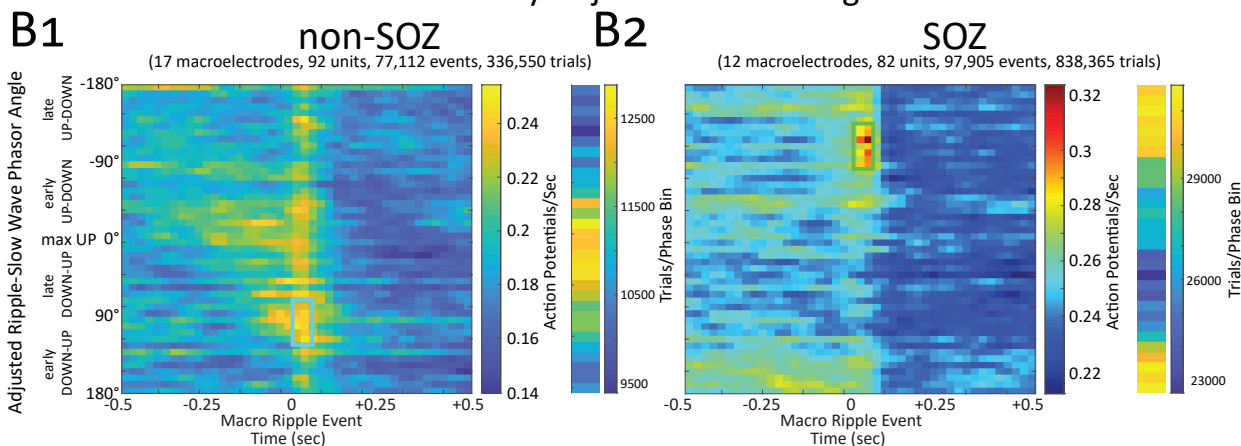 B1
non-SOZ
(17 macroelectrodes, 92 units, 77,112 events, 336,550 trials)
Adjusted Ripple-Slow Wave Phasor Angle
late
UP-DOWN
early
UP-DOWN
late
DOWN-UP
early
DOWN-UP
-180°
-90°
max UP 0°
90°
180°
-0.5
-0.25
0
+0.25
+0.5
Macro Ripple Event
Time (sec)
0.24
0.22
0.2
0.18
0.16
0.14
Action Potentials/Sec
12500
11500
10500
9500
Trials/Phase Bin
B2
SOZ
(12 macroelectrodes, 82 units, 97,905 events, 838,365 trials)
-0.5
-0.25
0
+0.25
+0.5
Macro Ripple Event
Time (sec)
0.32
0.3
0.28
0.26
0.24
0.22
Action Potentials/Sec
29000
26000
23000
Trials/Phase Bin